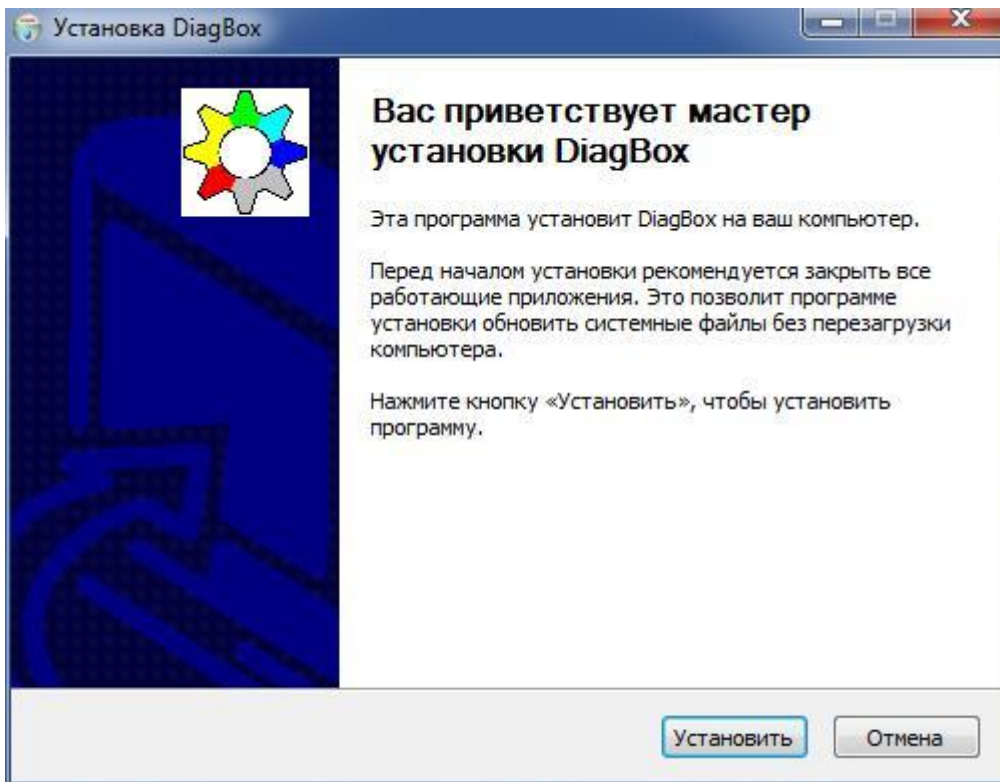 Установка DiagBox
Вас приветствует мастер
установки DiagBox
Эта программа установит DiagBox на ваш компьютер.
Перед началом установки рекомендуется закрыть все
работающие приложения. Это позволит программе
установки обновить системные файлы без перезагрузки
компьютера.
Нажмите кнопку «Установить», чтобы установить
программу.
Установить
Отмена